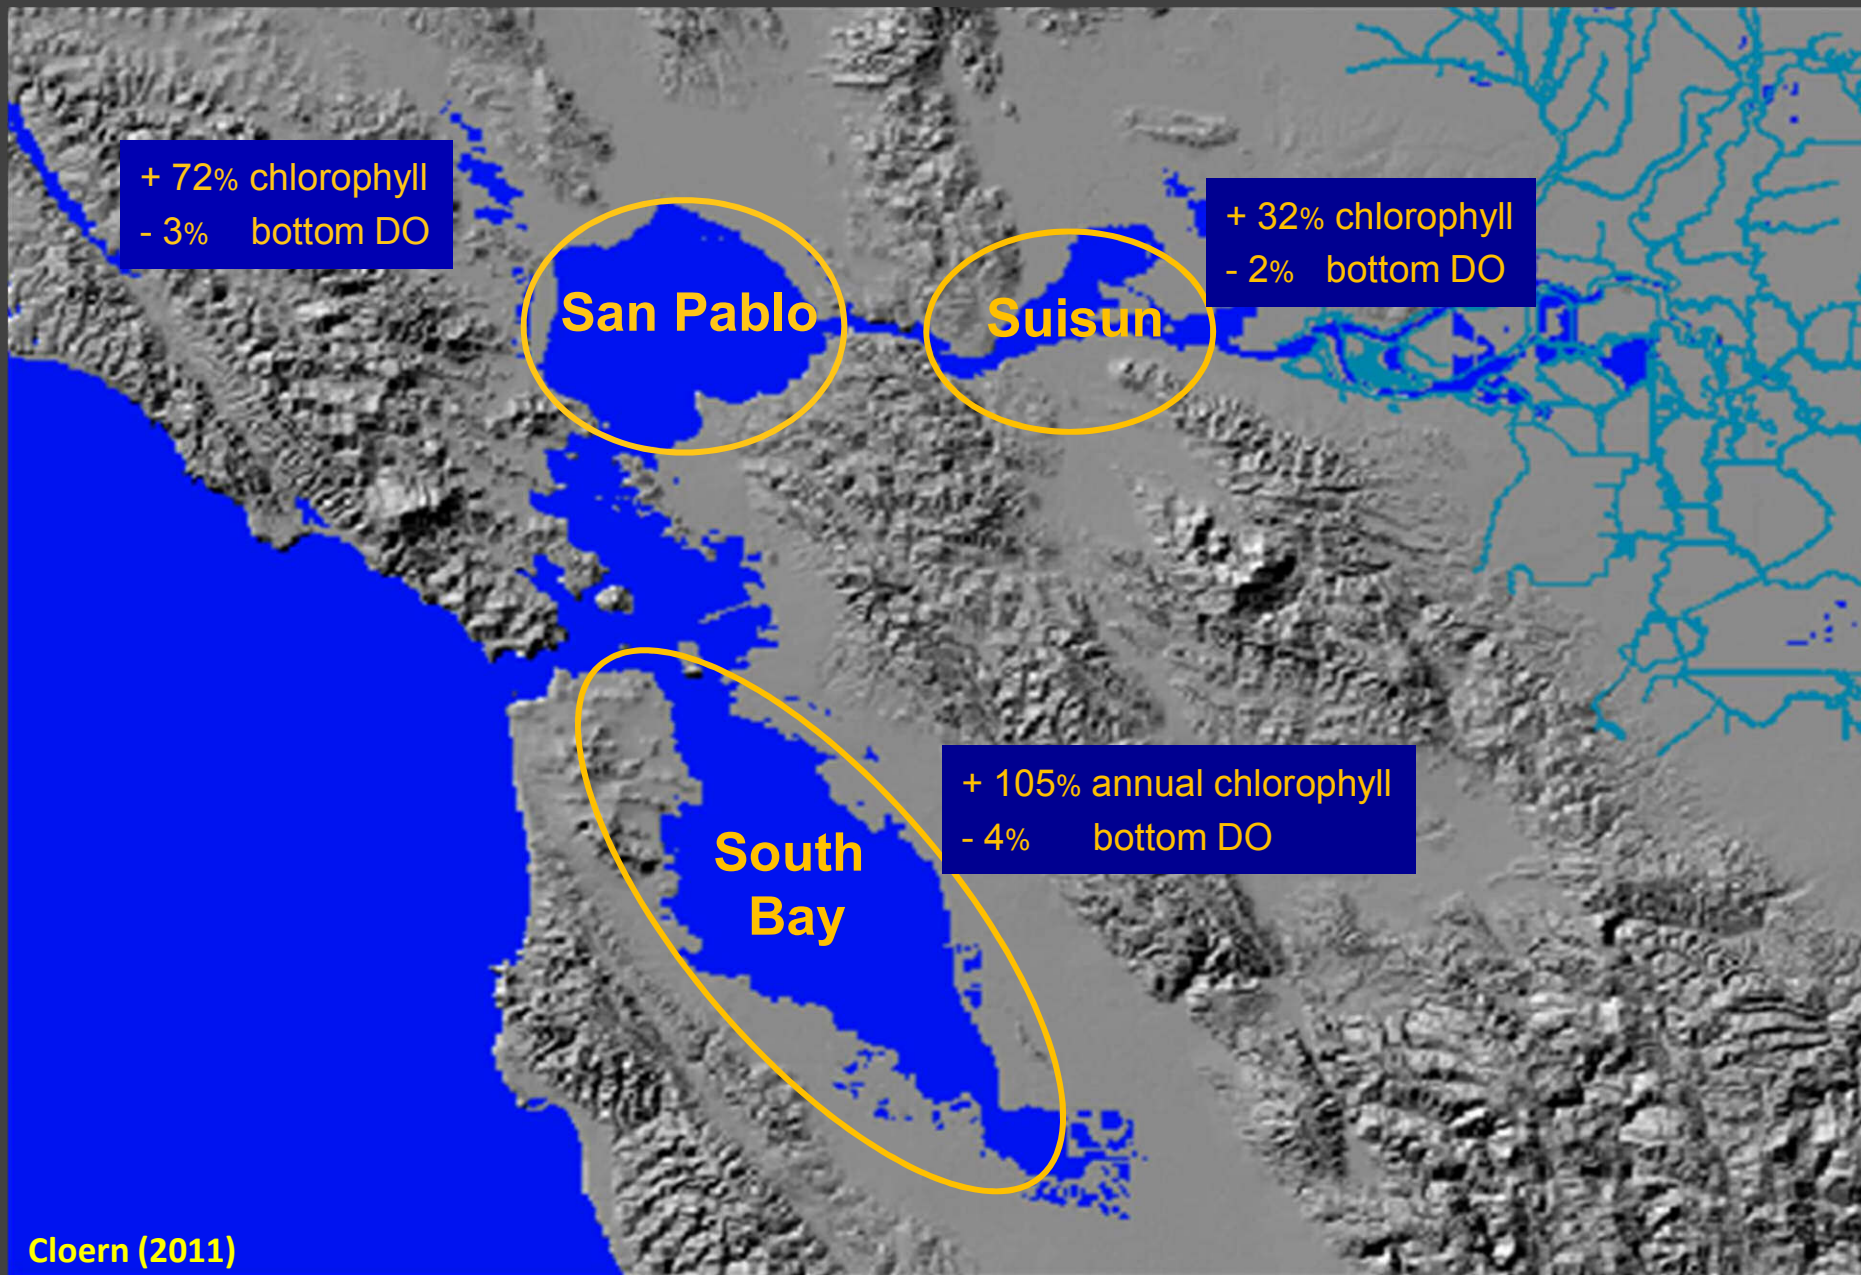 + 72% chlorophyll
- 3% bottom DO
+ 32% chlorophyll
- 2% bottom DO
San Pablo
Suisun
+ 105% annual chlorophyll
- 4% bottom DO
South
Bay
Cloern (2011)